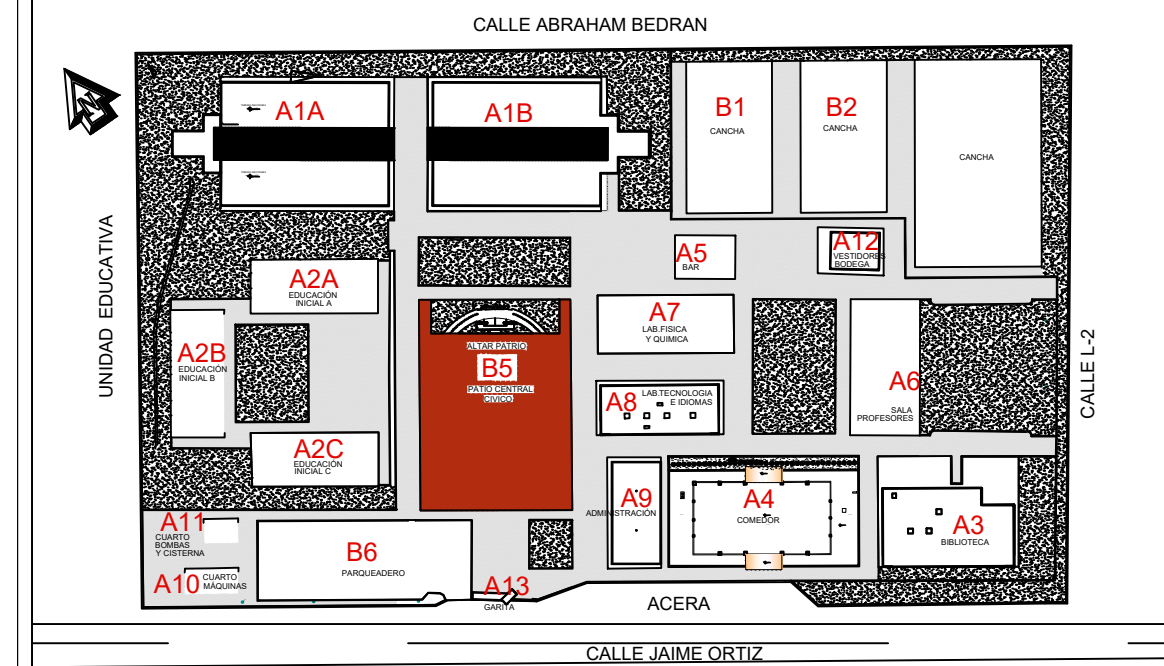 CALLE ABRAHAM BEDRAN
N
A1A
A1B
B1
CANCHA
B2
CANCHA
CANCHA
UNIDAD EDUCATIVA
A2A
EDUCACIÓN
INICIAL A
A5
BAR
A12
VESTIDORES
BODEGA
A2B
EDUCACIÓN
INICIAL B
ALTAR PATRIO
B5
PATIO CENTRAL
CIVICO
A7
LAB.FISICA
Y QUIMICA
A8
LAB.TECNOLOGIA
E IDIOMAS
A6
SALA
PROFESORES
CALLE L-2
A2C
EDUCACIÓN
INICIAL C
A9
ADMINISTRACIÓN
A4
COMEDOR
A3
BIBLIOTECA
A11
CUARTO
BOMBAS
Y CISTERNA
A10
CUARTO
MÁQUINAS
B6
PARQUEADERO
A13
GARITA
ACERA
CALLE JAIME ORTIZ